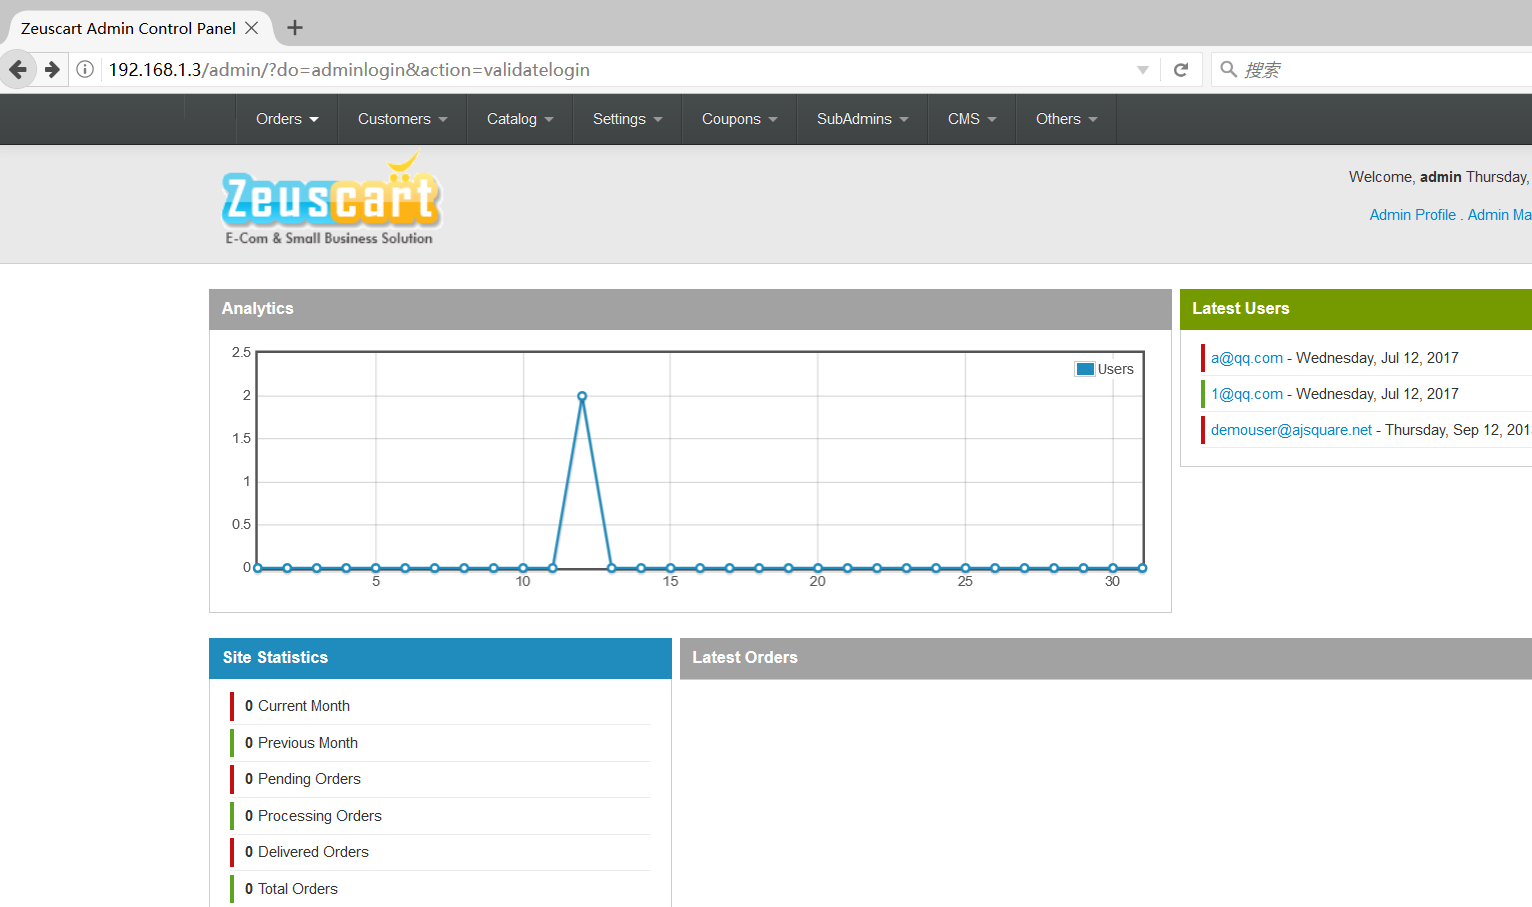 Zeuscart Admin Control Panel
192.168.1.3/admin/?do=adminlogin&action=validatelogin
搜索
Orders Customers Catalog Settings Coupons SubAdmins CMS Others
Zeuscart
E-Com & Small Business Solution
Welcome, admin Thursday,
Admin Profile . Admin Ma
Analytics
Latest Users
2.5
2
1.5
1
0.5
0
5 10 15 20 25 30
Users
a@qq.com - Wednesday, Jul 12, 2017
1@qq.com - Wednesday, Jul 12, 2017
demouser@ajsquare.net - Thursday, Sep 12, 201
Site Statistics
0 Current Month
0 Previous Month
0 Pending Orders
0 Processing Orders
0 Delivered Orders
0 Total Orders
Latest Orders